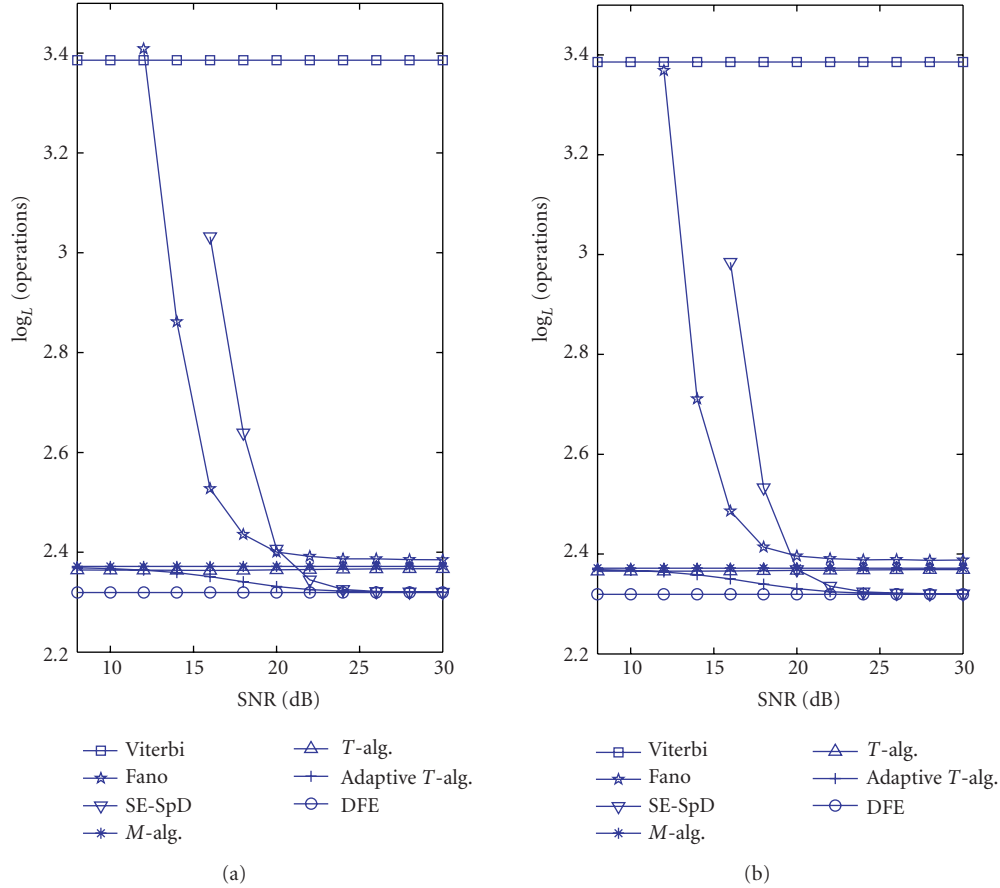 3.4
3.2
3
2.8
2.6
2.4
2.2
log_L (operations)
10 15 20 25 30
SNR (dB)
Viterbi
Fano
SE-SpD
M-alg.
T-alg.
Adaptive T-alg.
DFE
(a)
3.4
3.2
3
2.8
2.6
2.4
2.2
log_L (operations)
10 15 20 25 30
SNR (dB)
Viterbi
Fano
SE-SpD
M-alg.
T-alg.
Adaptive T-alg.
DFE
(b)